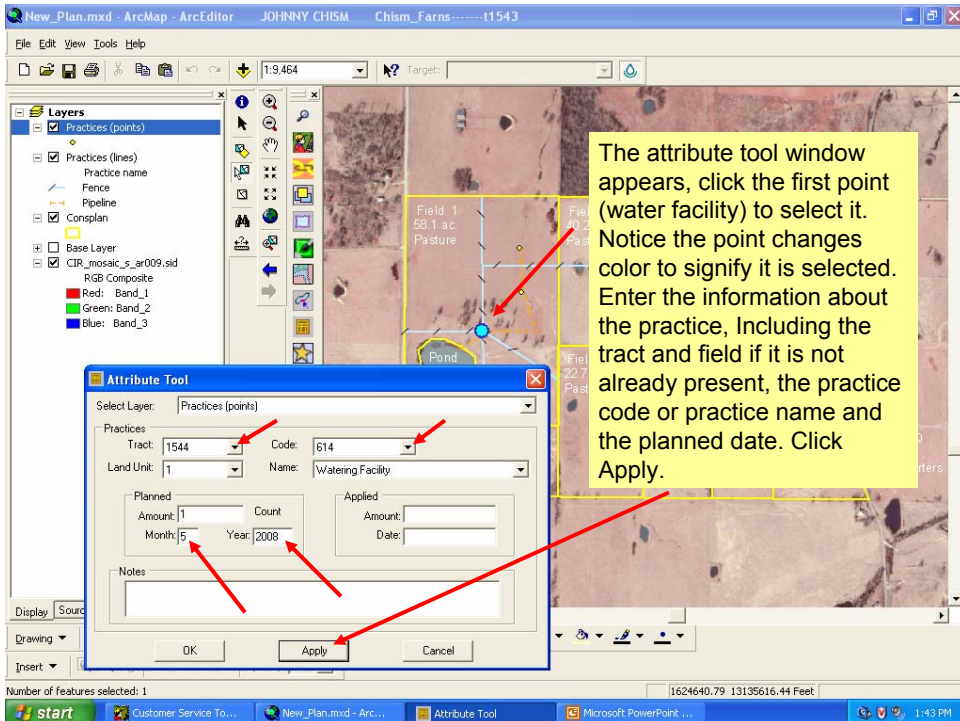 New_Plan.mxd - ArcMap - ArcEditor JOHNNY CHISM Chism_Farns-------t1543
File Edit View Tools Help
1:9,464 Target:
Layers
Practices (points)
Practices (lines)
Practice name
Fence
Pipeline
Consplan
Base Layer
CIR_mosaic_s_ar009.sid
RGB Composite
Red: Band_1
Green: Band_2
Blue: Band_3
Field 1
58.1 ac.
Pasture
Pond
The attribute tool window
appears, click the first point
(water facility) to select it.
Notice the point changes
color to signify it is selected.
Enter the information about
the practice, Including the
tract and field if it is not
already present, the practice
code or practice name and
the planned date. Click
Apply.
Attribute Tool
Select Layer: Practices (points)
Practices
Tract: 1544 Code: 614
Land Unit: 1 Name: Watering Facility
Planned
Amount: 1 Count
Month: 5 Year: 2008
Applied
Amount:
Date:
Notes
OK Apply Cancel
Display
Drawing
Insert
Number of features selected: 1
1624640.79 13135616.44 Feet
start Customer Service To... New_Plan.mxd - Arc... Attribute Tool Microsoft PowerPoint ... 1:43 PM